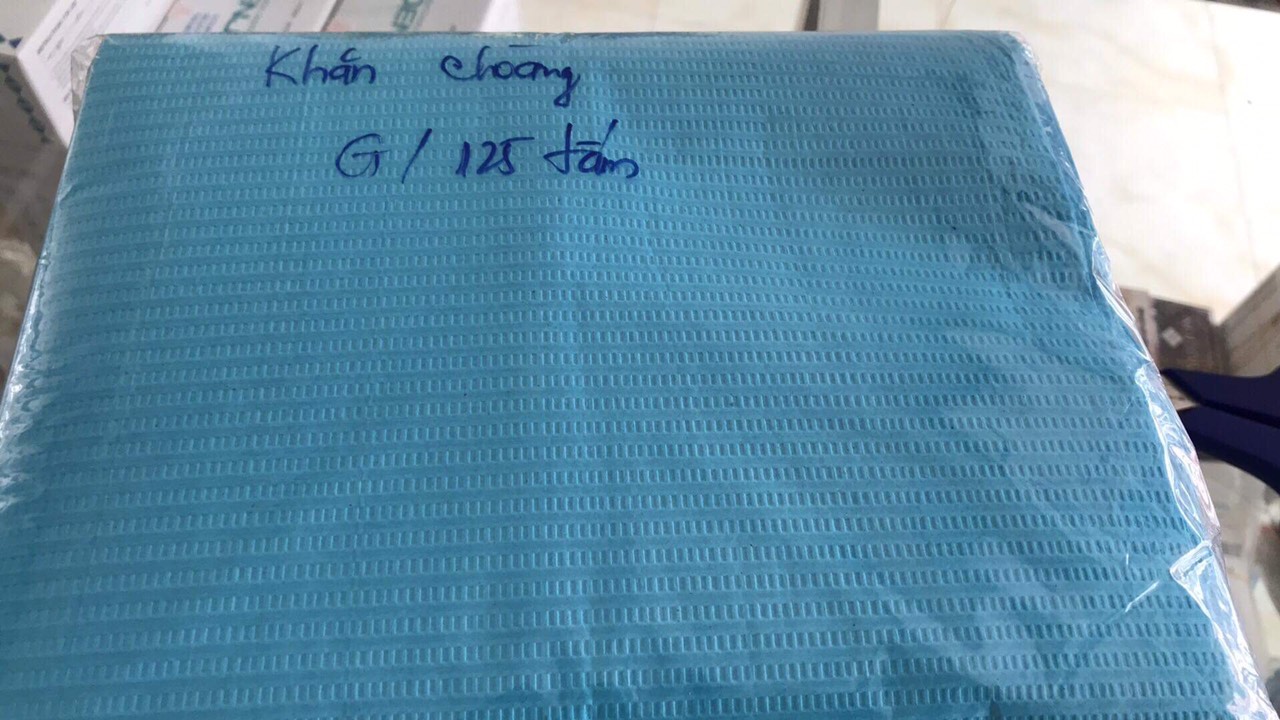 Khăn choàng
G/ 125 tấm